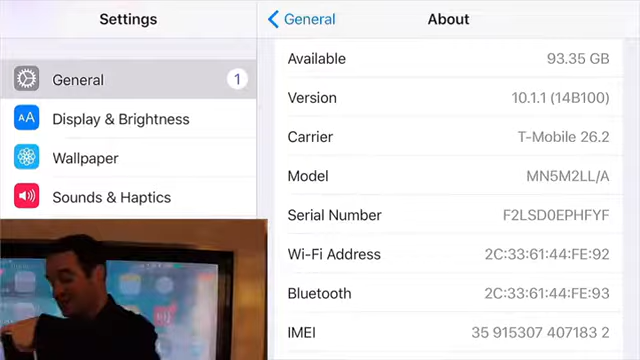 Settings
General
About
General
1
Display & Brightness
Wallpaper
Sounds & Haptics
Available 93.35 GB
Version 10.1.1 (14B100)
Carrier T-Mobile 26.2
Model MN5M2LL/A
Serial Number F2LSD0EPHFYF
Wi-Fi Address 2C:33:61:44:FE:92
Bluetooth 2C:33:61:44:FE:93
IMEI 35 915307 407183 2